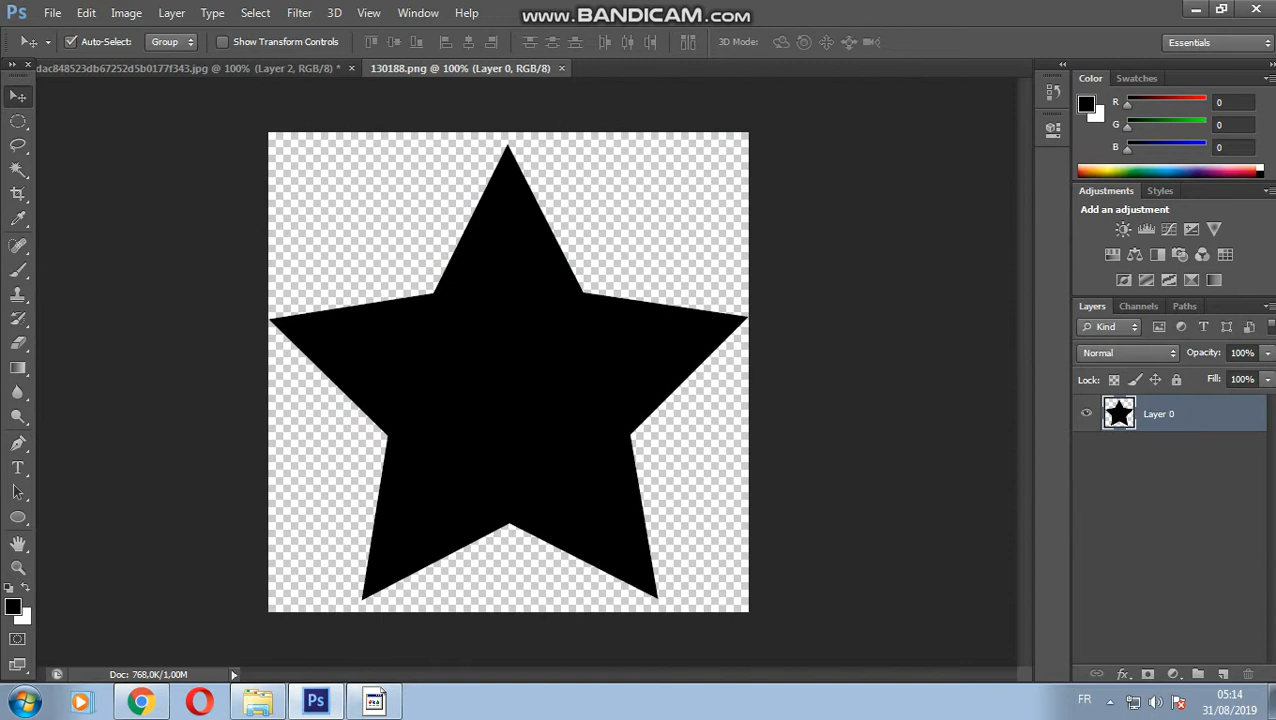 www.BANDICAM.com
Ps File Edit Image Layer Type Select Filter 3D View Window Help
Auto-Select: Group Show Transform Controls 3D Mode: Essentials
dac848523db67252d5b0177f343.jpg @ 100% (Layer 2, RGB/8) * × 130188.png @ 100% (Layer 0, RGB/8) ×
Color Swatches
R 0
G 0
B 0
Adjustments Styles
Add an adjustment
Layers Channels Paths
Kind
Normal Opacity: 100%
Lock: Fill: 100%
Layer 0
Doc: 768,0K/1,00M
fx
Ps FR 05:14
31/08/2019